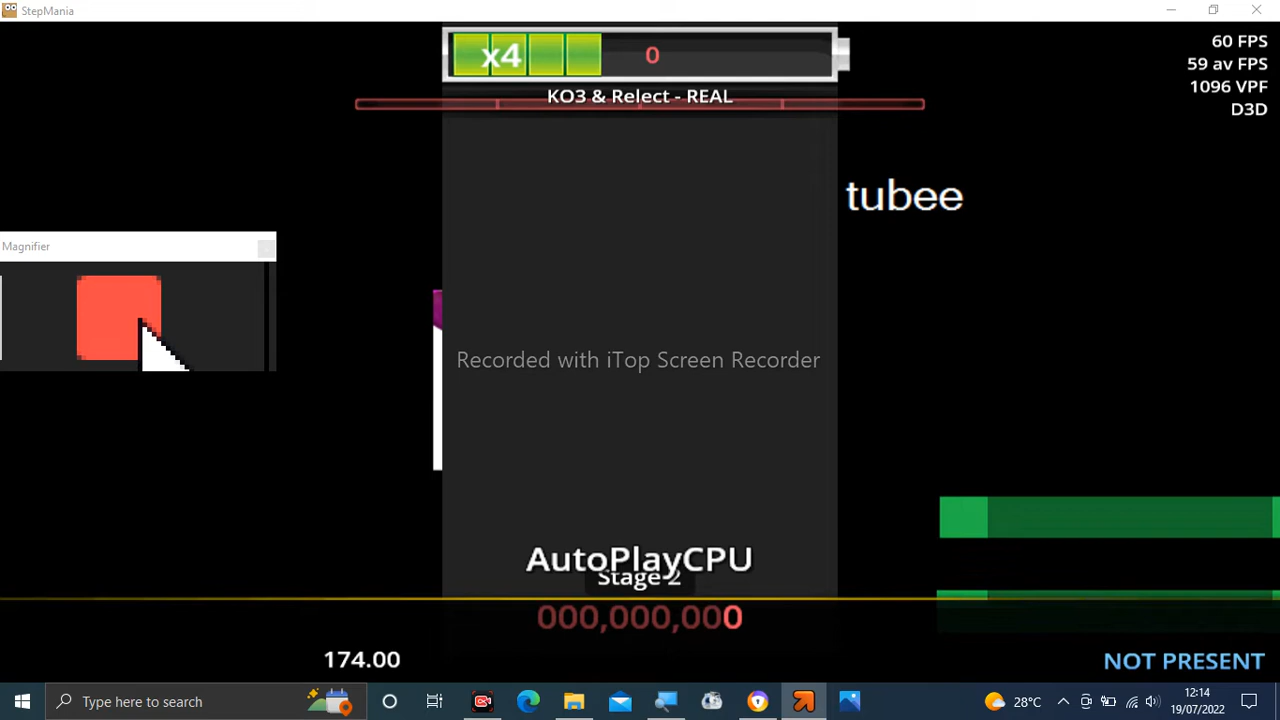 StepMania
60 FPS
59 av FPS
1096 VPF
D3D
x4
0
KO3 & Relect - REAL
tubee
Magnifier
Recorded with iTop Screen Recorder
AutoPlayCPU
Stage 2
000,000,000
174.00
NOT PRESENT
Type here to search
28°C
12:14
19/07/2022